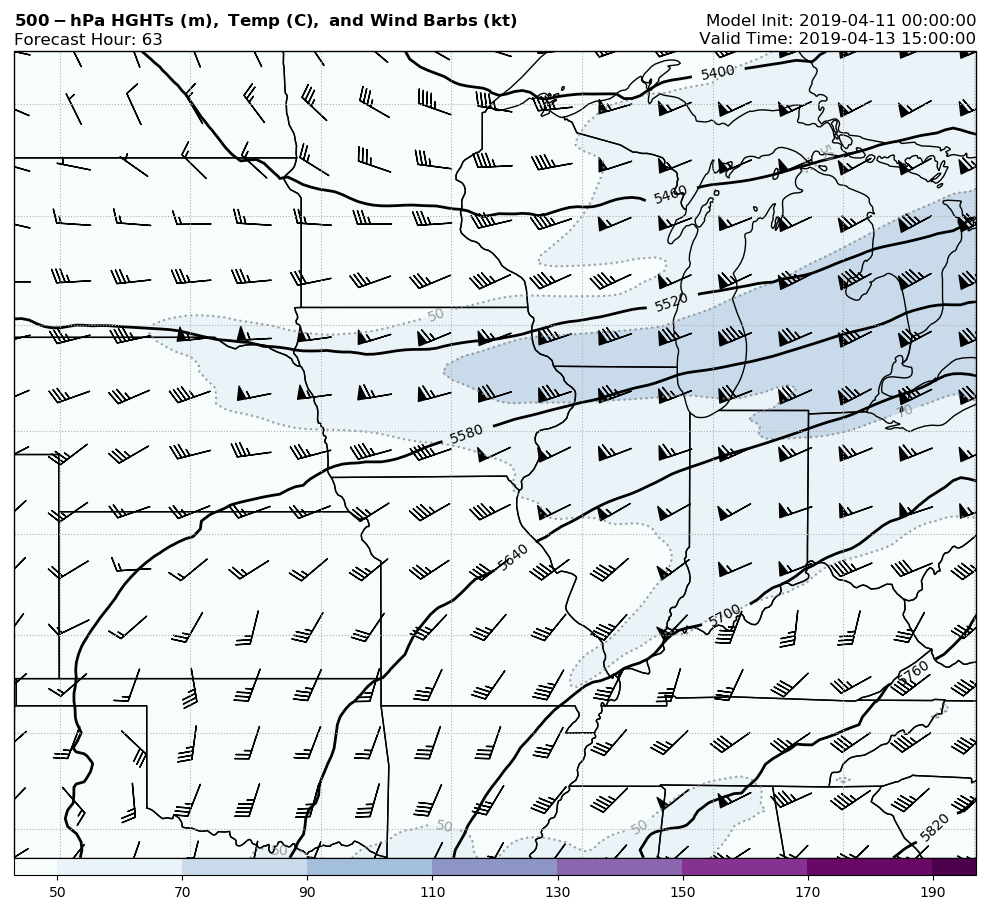 500-hPa HGHTs (m), Temp (C), and Wind Barbs (kt)
Model Init: 2019-04-11 00:00:00
Forecast Hour: 63
Valid Time: 2019-04-13 15:00:00
5400
5460
5520
50
5580
70
5640
5700
5760
5820
50
50
50
50 70 90 110 130 150 170 190